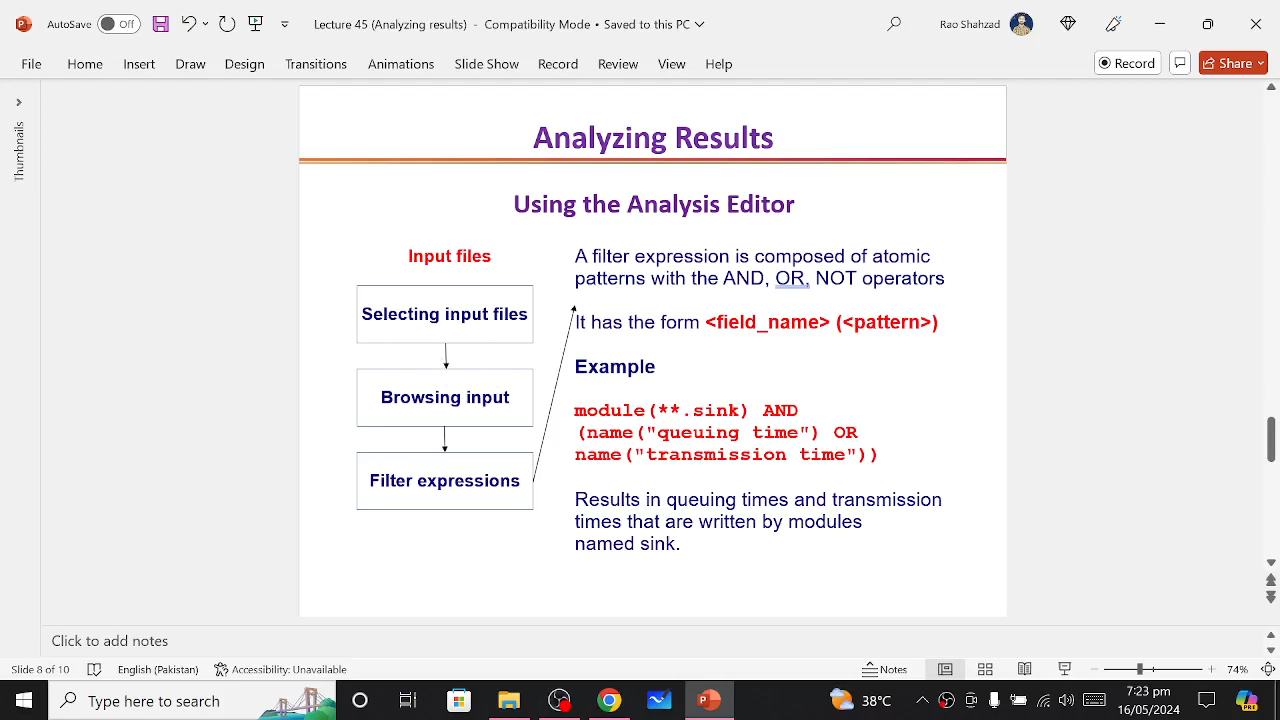 AutoSave Off
Lecture 45 (Analyzing results) - Compatibility Mode • Saved to this PC
Rao Shahzad
File Home Insert Draw Design Transitions Animations Slide Show Record Review View Help
Record
Share
Thumbnails
Analyzing Results
Using the Analysis Editor
Input files
Selecting input files
Browsing input
Filter expressions
A filter expression is composed of atomic
patterns with the AND, OR, NOT operators
It has the form <field_name> (<pattern>)
Example
module(**.sink) AND
(name("queuing time") OR
name("transmission time"))
Results in queuing times and transmission
times that are written by modules
named sink.
Click to add notes
Slide 8 of 10
English (Pakistan)
Accessibility: Unavailable
Notes
74%
Type here to search
38°C
7:23 pm
16/05/2024
PRE